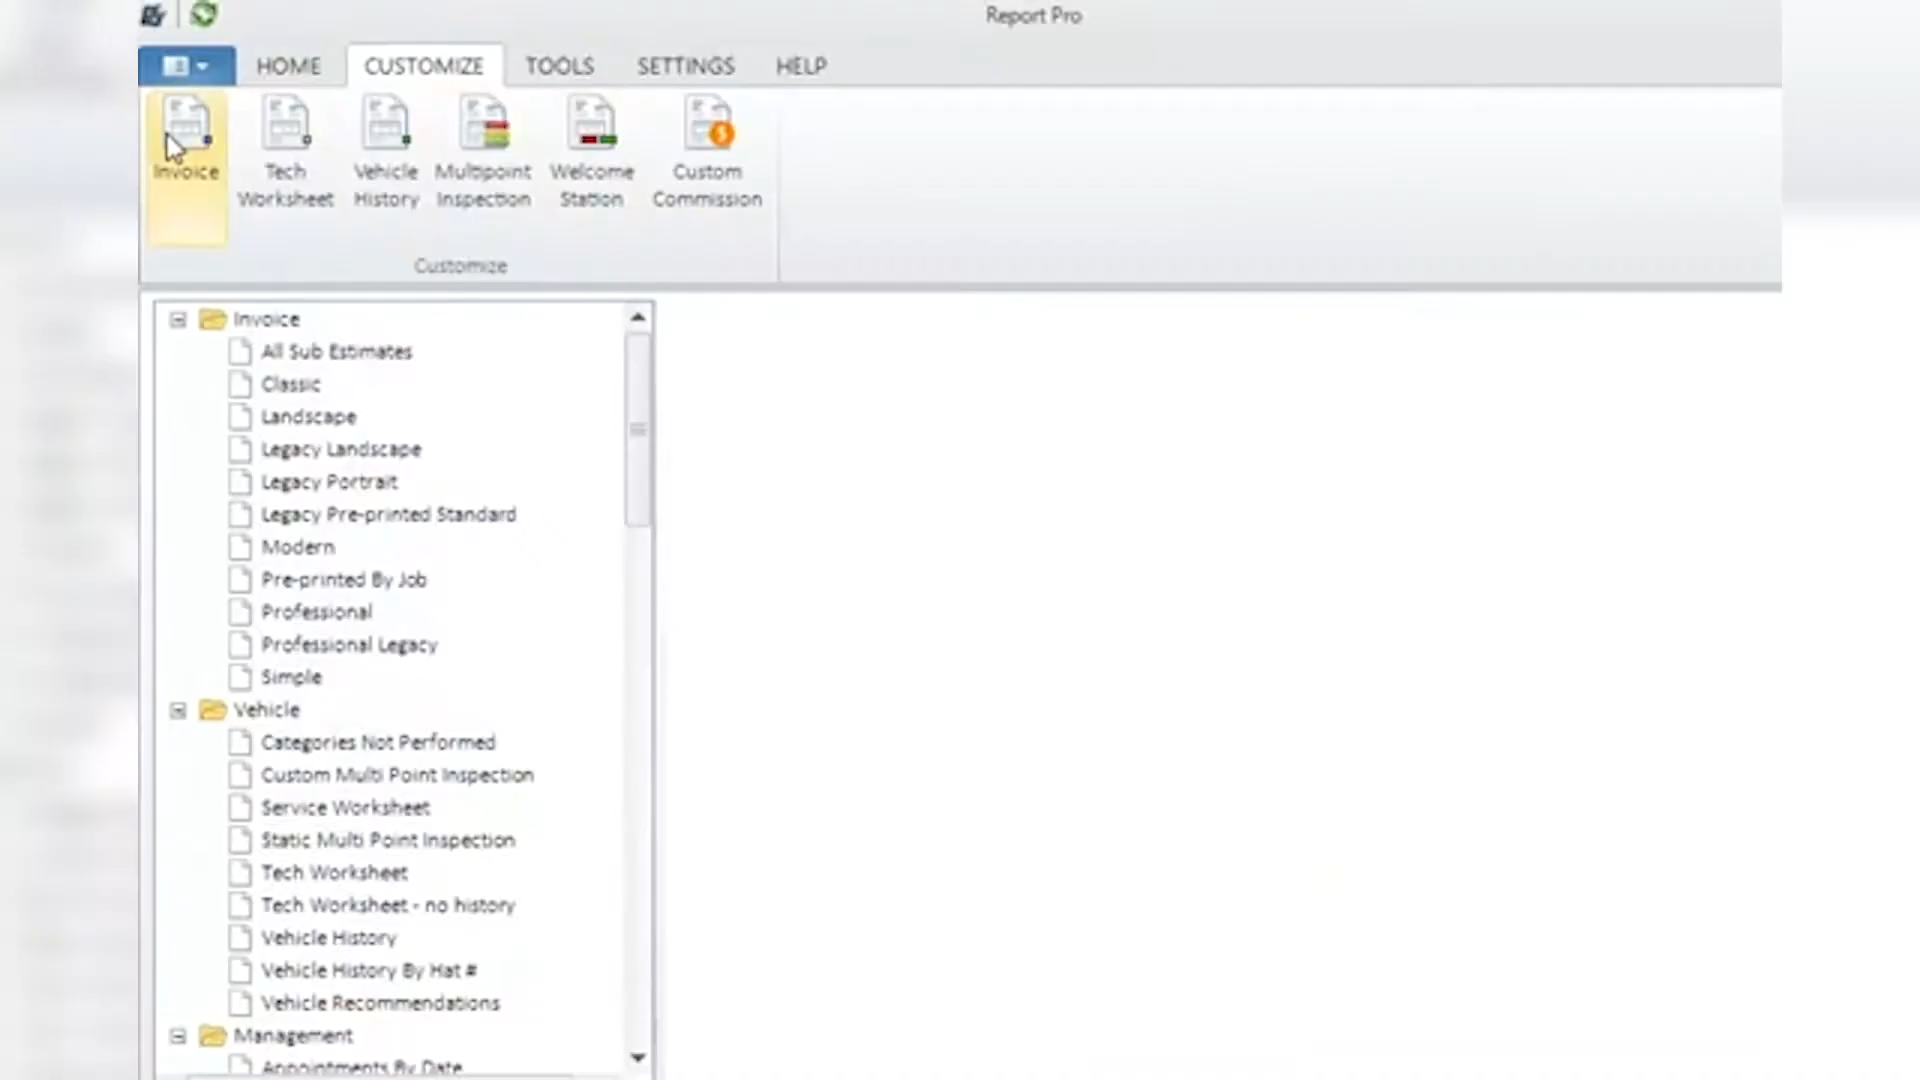 Report Pro
HOME CUSTOMIZE TOOLS SETTINGS HELP
Invoice
Tech
Worksheet
Vehicle
History
Multipoint
Inspection
Welcome
Station
Custom
Commission
Customize
Invoice
All Sub Estimates
Classic
Landscape
Legacy Landscape
Legacy Portrait
Legacy Pre-printed Standard
Modern
Pre-printed By Job
Professional
Professional Legacy
Simple
Vehicle
Categories Not Performed
Custom Multi Point Inspection
Service Worksheet
Static Multi Point Inspection
Tech Worksheet
Tech Worksheet - no history
Vehicle History
Vehicle History By Hat #
Vehicle Recommendations
Management
Appointments By Date